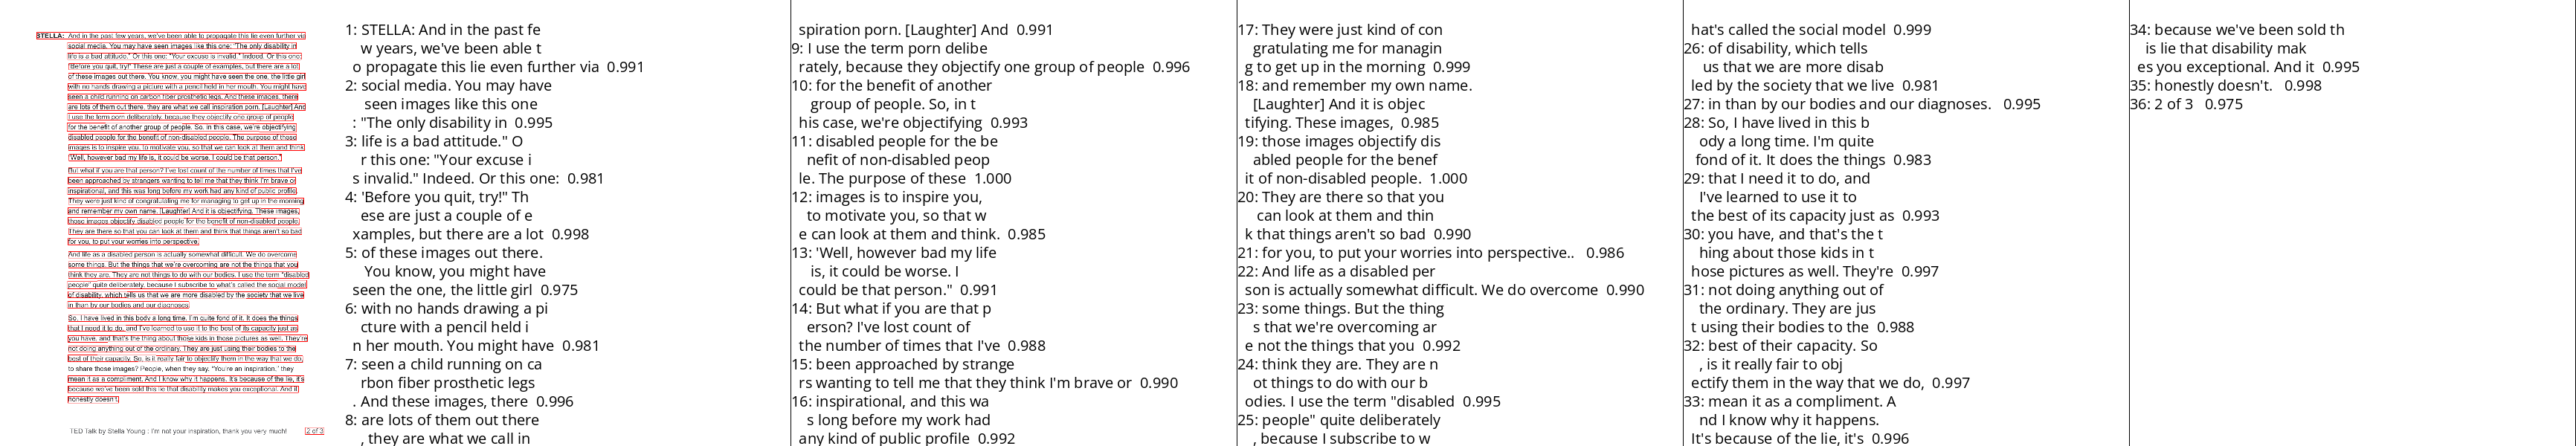 STELLA: And in the past few years, we've been able to propagate this lie even further via
social media. You may have seen images like this one: "The only disability in
life is a bad attitude." Or this one: "Your excuse is invalid." Indeed. Or this one:
"Before you quit, try!" These are just a couple of examples, but there are a lot
of these images out there. You know, you might have seen the one, the little girl
with no hands drawing a picture with a pencil held in her mouth. You might have
seen a child running on carbon fiber prosthetic legs. And these images, there
are lots of them out there, they are what we call inspiration porn. [Laughter] And
I use the term porn deliberately, because they objectify one group of people
for the benefit of another group of people. So, in this case, we're objectifying
disabled people for the benefit of non-disabled people. The purpose of those
images is to inspire you, to motivate you, so that we can look at them and think
"Well, however bad my life is, it could be worse. I could be that person."
But what if you are that person? I've lost count of the number of times that I've
been approached by strangers wanting to tell me that they think I'm brave or
inspirational, and this was long before my work had any kind of public profile.
They were just kind of congratulating me for managing to get up in the morning
and remember my own name. [Laughter] And it is objectifying. These images,
those images objectify disabled people for the benefit of non-disabled people.
They are there so that you can look at them and think that things aren't so bad
for you, to put your worries into perspective.
And life as a disabled person is actually somewhat difficult. We do overcome
some things. But the things that we're overcoming are not the things that you
think they are. They are not things to do with our bodies. I use the term "disabled
people" quite deliberately, because I subscribe to what's called the social model
of disability, which tells us that we are more disabled by the society that we live
in than by our bodies and our diagnoses.
So, I have lived in this body a long time. I'm quite fond of it. It does the things
that I need it to do, and I've learned to use it to the best of its capacity just as
you have, and that's the thing about those kids in those pictures as well. They're
not doing anything out of the ordinary. They are just using their bodies to the
best of their capacity. So, is it really fair to objectify them in the way that we do,
to share those images? People, when they say, "You're an inspiration," they
mean it as a compliment. And I know why it happens. It's because of the lie, it's
because we've been sold this lie that disability makes you exceptional. And it
honestly doesn't.
TED Talk by Stella Young : I'm not your inspiration, thank you very much! 2 of 3
1: STELLA: And in the past fe
w years, we've been able t
o propagate this lie even further via 0.991
2: social media. You may have
seen images like this one
: "The only disability in 0.995
3: life is a bad attitude." O
r this one: "Your excuse i
s invalid." Indeed. Or this one: 0.981
4: 'Before you quit, try!" Th
ese are just a couple of e
xamples, but there are a lot 0.998
5: of these images out there.
You know, you might have
seen the one, the little girl 0.975
6: with no hands drawing a pi
cture with a pencil held i
n her mouth. You might have 0.981
7: seen a child running on ca
rbon fiber prosthetic legs
. And these images, there 0.996
8: are lots of them out there
, they are what we call in
spiration porn. [Laughter] And 0.991
9: I use the term porn delibe
rately, because they objectify one group of people 0.996
10: for the benefit of another
group of people. So, in t
his case, we're objectifying 0.993
11: disabled people for the be
nefit of non-disabled peop
le. The purpose of these 1.000
12: images is to inspire you,
to motivate you, so that w
e can look at them and think. 0.985
13: 'Well, however bad my life
is, it could be worse. I
could be that person." 0.991
14: But what if you are that p
erson? I've lost count of
the number of times that I've 0.988
15: been approached by strange
rs wanting to tell me that they think I'm brave or 0.990
16: inspirational, and this wa
s long before my work had
any kind of public profile 0.992
17: They were just kind of con
gratulating me for managin
g to get up in the morning 0.999
18: and remember my own name.
[Laughter] And it is objec
tifying. These images, 0.985
19: those images objectify dis
abled people for the benef
it of non-disabled people. 1.000
20: They are there so that you
can look at them and thin
k that things aren't so bad 0.990
21: for you, to put your worries into perspective.. 0.986
22: And life as a disabled per
son is actually somewhat difficult. We do overcome 0.990
23: some things. But the thing
s that we're overcoming ar
e not the things that you 0.992
24: think they are. They are n
ot things to do with our b
odies. I use the term "disabled 0.995
25: people" quite deliberately
, because I subscribe to w
hat's called the social model 0.999
26: of disability, which tells
us that we are more disab
led by the society that we live 0.981
27: in than by our bodies and our diagnoses. 0.995
28: So, I have lived in this b
ody a long time. I'm quite
fond of it. It does the things 0.983
29: that I need it to do, and
I've learned to use it to
the best of its capacity just as 0.993
30: you have, and that's the t
hing about those kids in t
hose pictures as well. They're 0.997
31: not doing anything out of
the ordinary. They are jus
t using their bodies to the 0.988
32: best of their capacity. So
, is it really fair to obj
ectify them in the way that we do, 0.997
33: mean it as a compliment. A
nd I know why it happens.
It's because of the lie, it's 0.996
34: because we've been sold th
is lie that disability mak
es you exceptional. And it 0.995
35: honestly doesn't. 0.998
36: 2 of 3 0.975